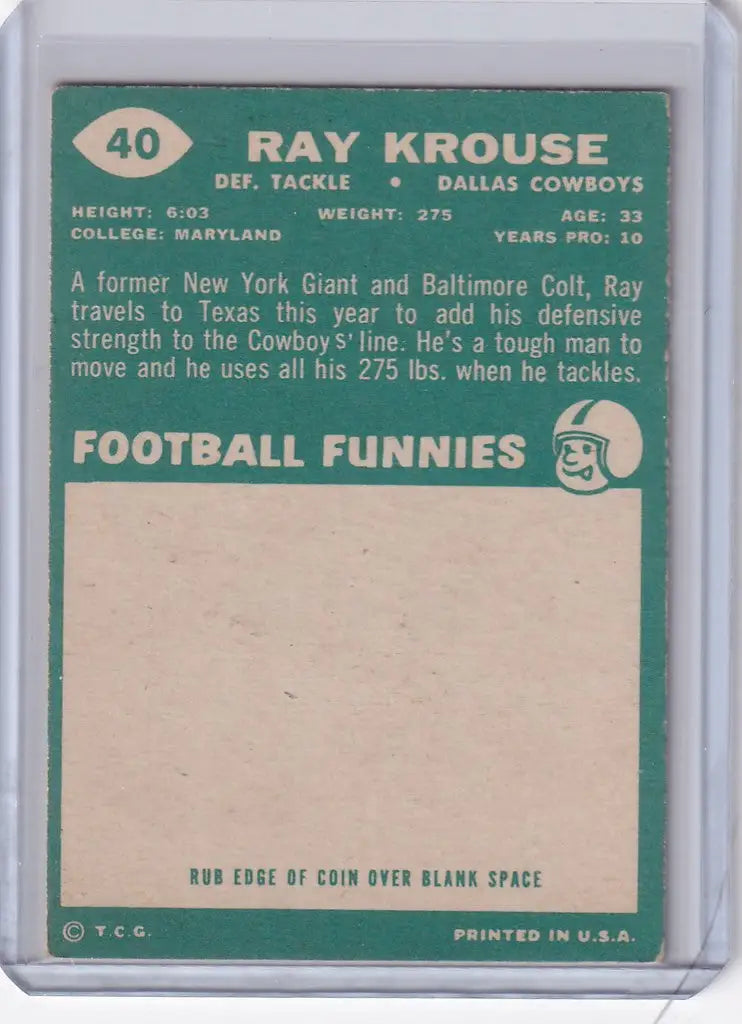 40
RAY KROUSE
DEF. TACKLE • DALLAS COWBOYS
HEIGHT: 6:03 WEIGHT: 275 AGE: 33
COLLEGE: MARYLAND YEARS PRO: 10
A former New York Giant and Baltimore Colt, Ray
travels to Texas this year to add his defensive
strength to the Cowboys' line. He's a tough man to
move and he uses all his 275 lbs. when he tackles.
FOOTBALL FUNNIES
RUB EDGE OF COIN OVER BLANK SPACE
© T.C.G. PRINTED IN U.S.A.